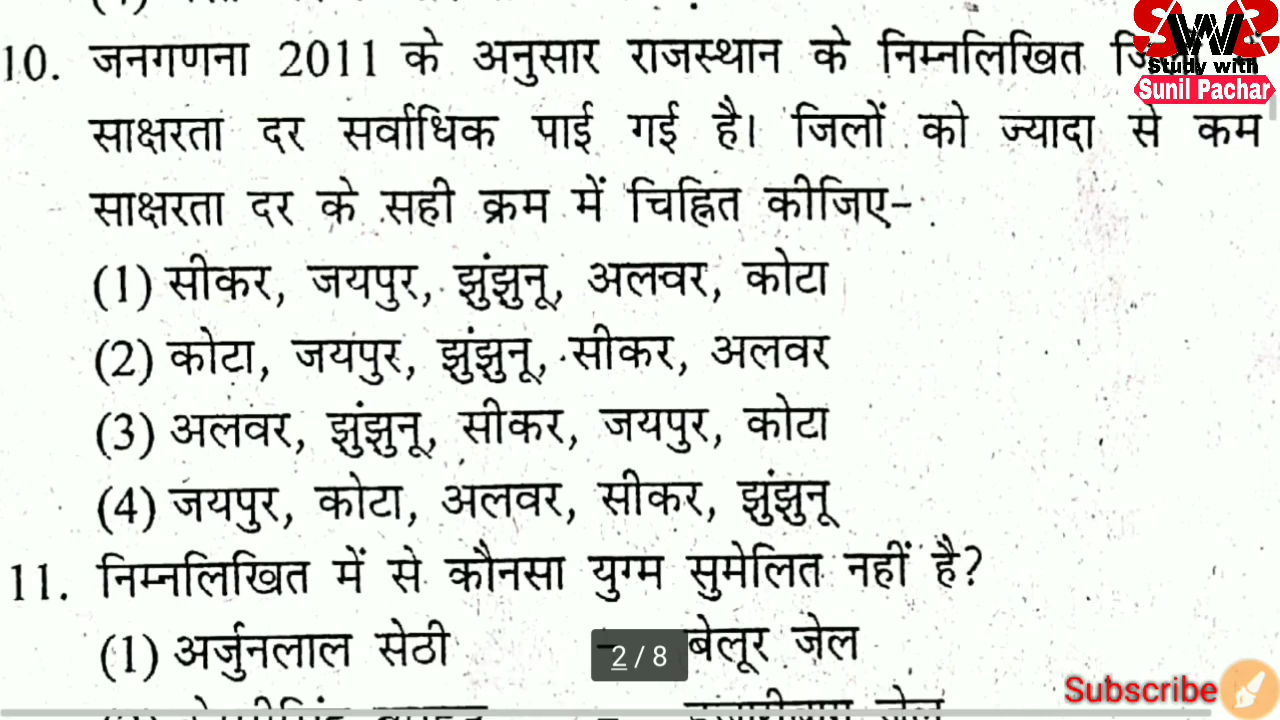 10. जनगणना 2011 के अनुसार राजस्थान के निम्नलिखित
साक्षरता दर सर्वाधिक पाई गई है। जिलों को ज्यादा से कम
साक्षरता दर के सही क्रम में चिह्नित कीजिए-
(1) सीकर, जयपुर, झुंझुनू, अलवर, कोटा
(2) कोटा, जयपुर, झुंझुनू, सीकर, अलवर
(3) अलवर, झुंझुनू, सीकर, जयपुर, कोटा
(4) जयपुर, कोटा, अलवर, सीकर, झुंझुनू
11. निम्नलिखित में से कौनसा युग्म सुमेलित नहीं है?
(1) अर्जुनलाल सेठी - बेलूर जेल
2 / 8
Study with
Sunil Pachar
Subscribe